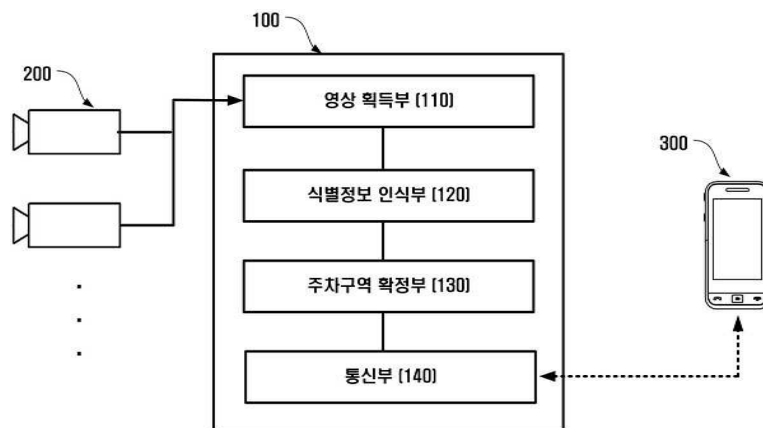 100
200
영상 획득부 (110)
300
식별정보 인식부 (120)
주차구역 확정부 (130)
통신부 (140)